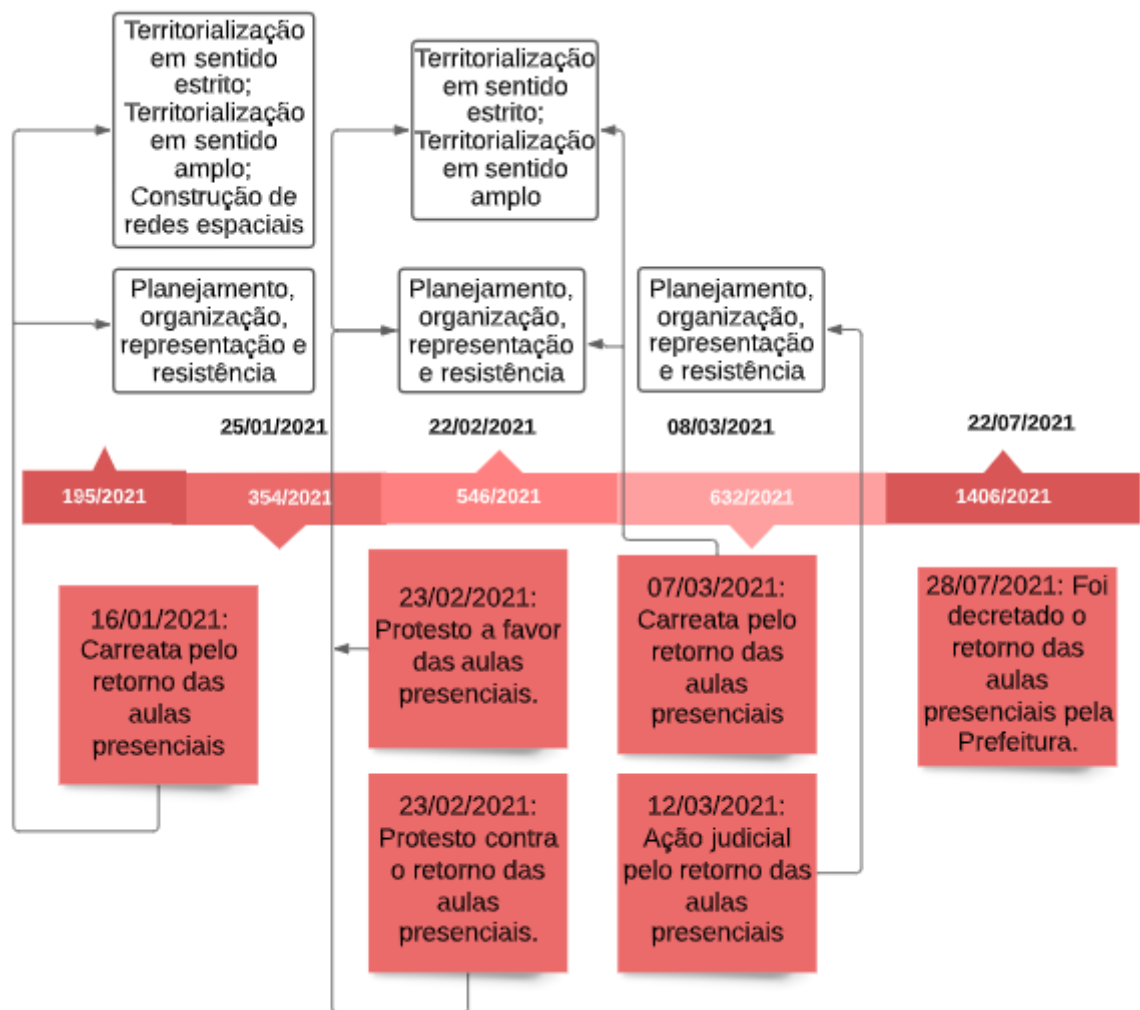 Territorialização
em sentido
estrito;
Territorialização
em sentido
amplo;
Construção de
redes espaciais
Territorialização
em sentido
estrito;
Territorialização
em sentido
amplo
Planejamento,
organização,
representação e
resistência
Planejamento,
organização,
representação
e resistência
Planejamento,
organização,
representação
e resistência
25/01/2021
22/02/2021
08/03/2021
22/07/2021
195/2021
354/2021
546/2021
632/2021
1406/2021
16/01/2021:
Carreata pelo
retorno das
aulas
presenciais
23/02/2021:
Protesto a favor
das aulas
presenciais.
07/03/2021:
Carreata pelo
retorno das
aulas
presenciais
28/07/2021: Foi
decretado o
retorno das
aulas
presenciais pela
Prefeitura.
23/02/2021:
Protesto contra
o retorno das
aulas
presenciais.
12/03/2021:
Ação judicial
pelo retorno das
aulas
presenciais